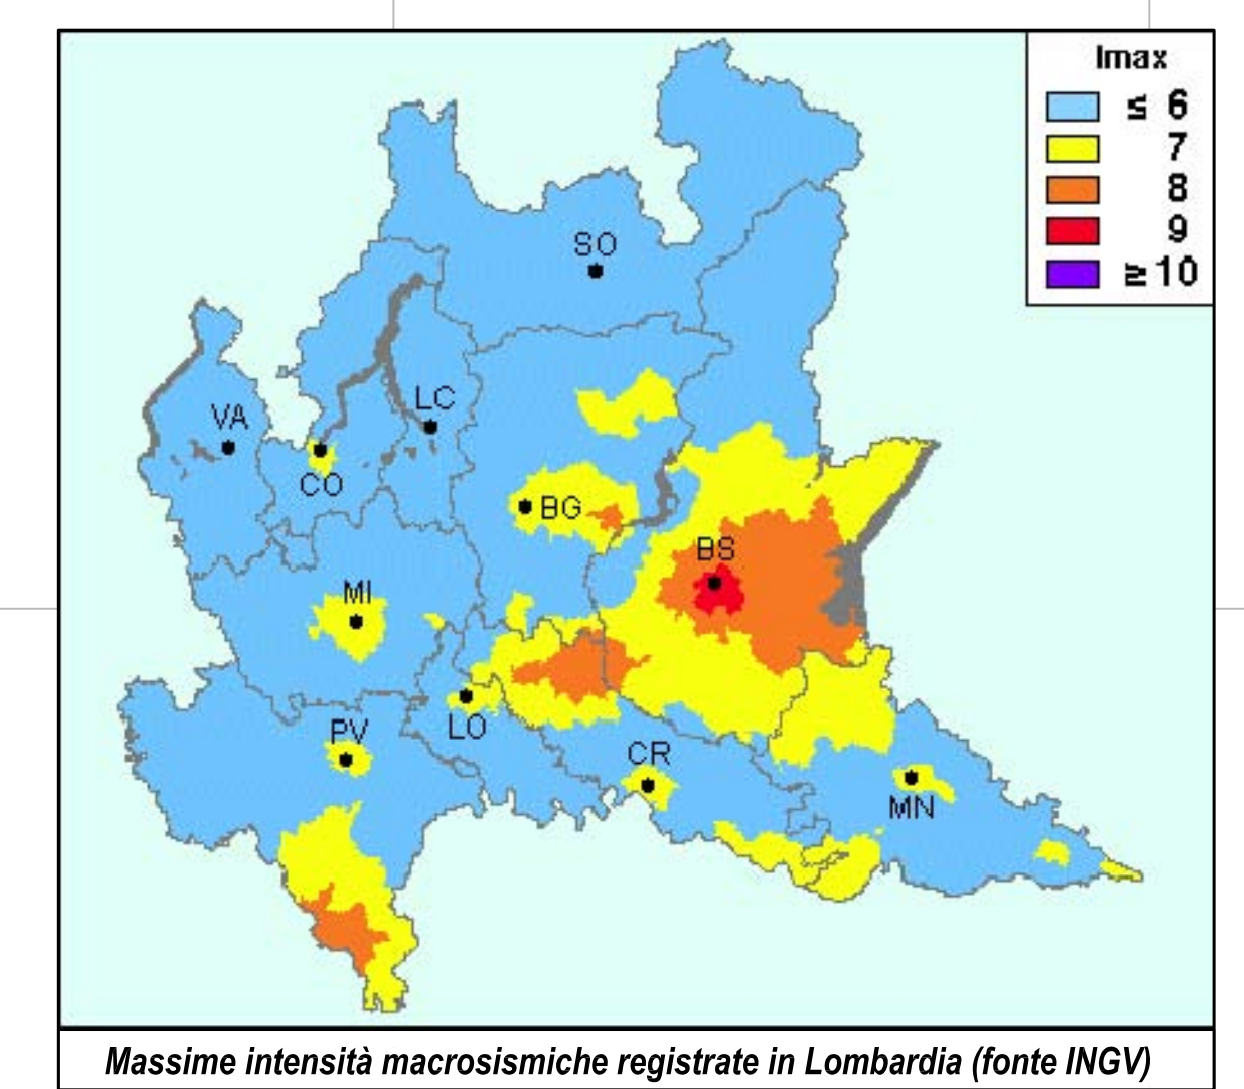 Imax
≤ 6
7
8
9
≥ 10
SO
VA
LC
CO
BG
BS
MI
LO
PV
CR
MN
Massime intensità macrosismiche registrate in Lombardia (fonte INGV)